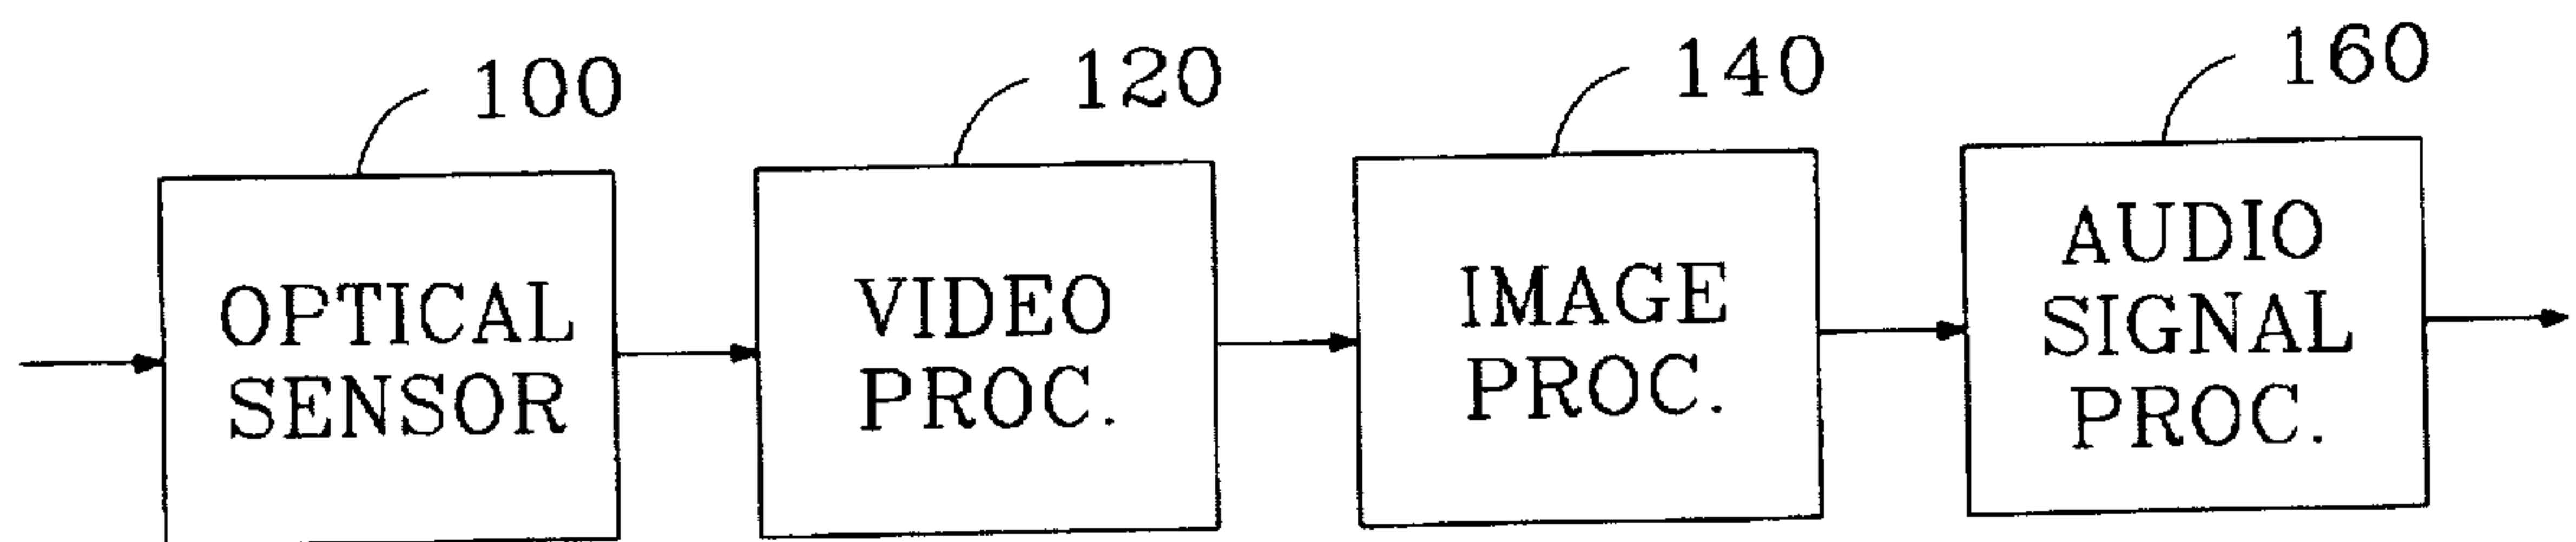 100
120
140
160
OPTICAL
SENSOR
VIDEO
PROC.
IMAGE
PROC.
AUDIO
SIGNAL
PROC.